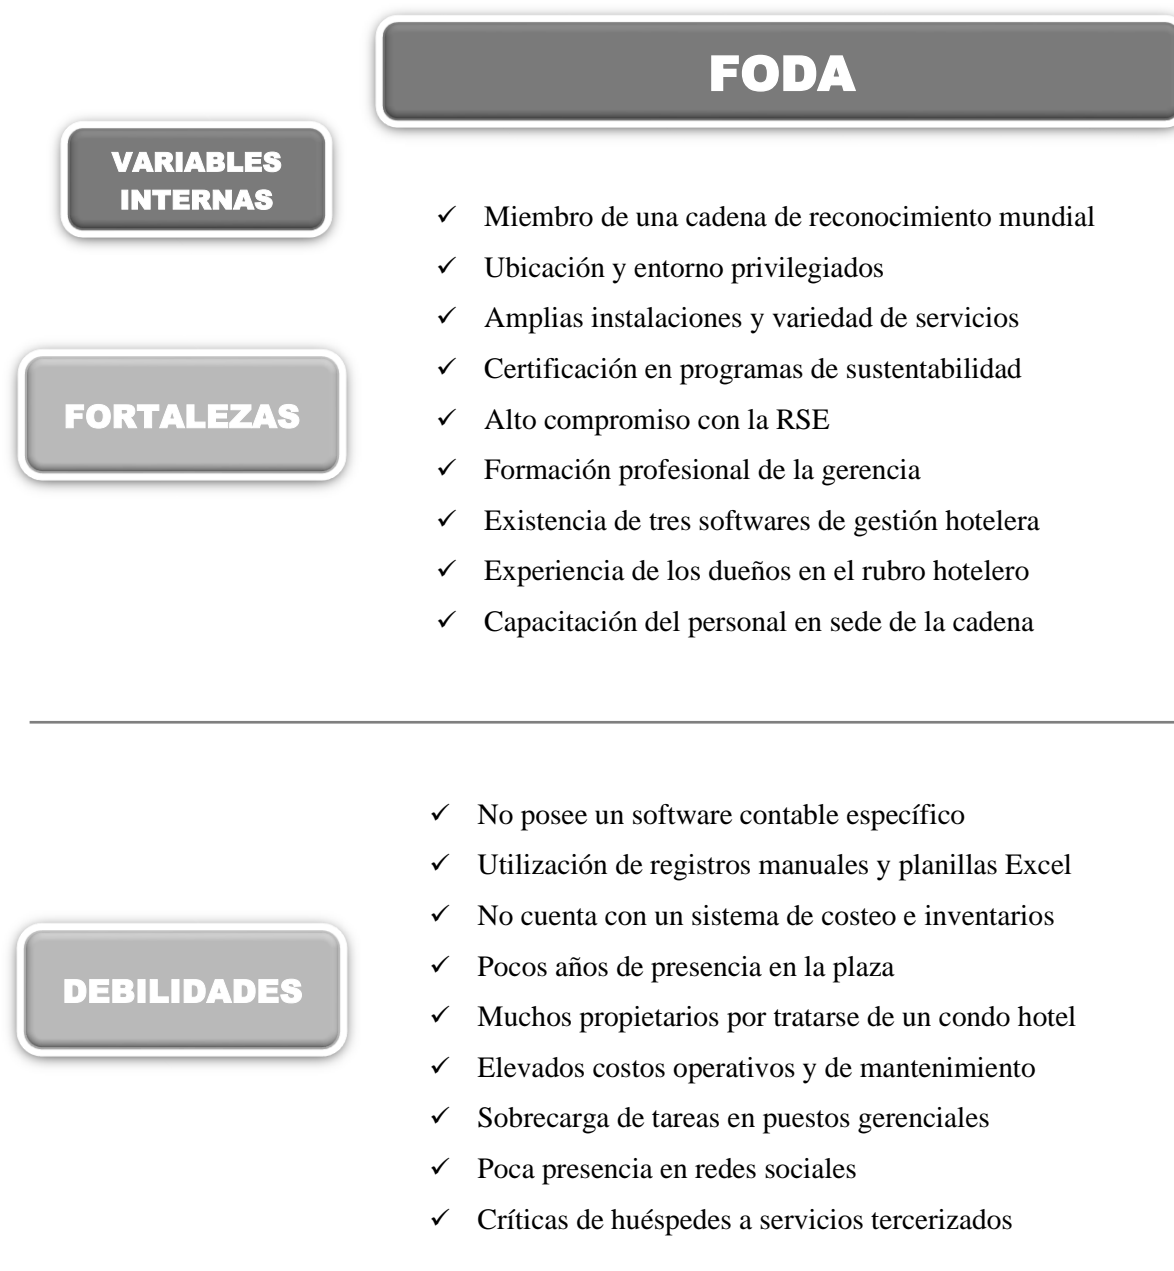 FODA
VARIABLES
INTERNAS
✓ Miembro de una cadena de reconocimiento mundial
✓ Ubicación y entorno privilegiados
✓ Amplias instalaciones y variedad de servicios
✓ Certificación en programas de sustentabilidad
FORTALEZAS
✓ Alto compromiso con la RSE
✓ Formación profesional de la gerencia
✓ Existencia de tres softwares de gestión hotelera
✓ Experiencia de los dueños en el rubro hotelero
✓ Capacitación del personal en sede de la cadena
✓ No posee un software contable específico
✓ Utilización de registros manuales y planillas Excel
✓ No cuenta con un sistema de costeo e inventarios
✓ Pocos años de presencia en la plaza
DEBILIDADES
✓ Muchos propietarios por tratarse de un condo hotel
✓ Elevados costos operativos y de mantenimiento
✓ Sobrecarga de tareas en puestos gerenciales
✓ Poca presencia en redes sociales
✓ Críticas de huéspedes a servicios tercerizados